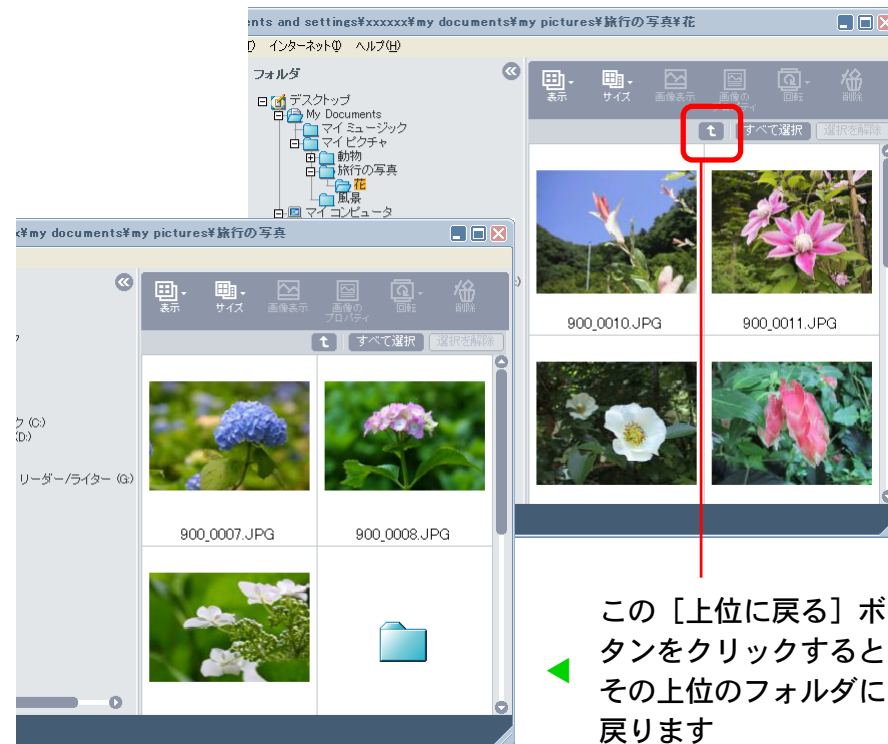 ents and settings¥xxxxxx¥my documents¥my pictures¥旅行の写真¥花
インターネット(I) ヘルプ(H)
フォルダ
デスクトップ
My Documents
マイ ミュージック
マイ ピクチャ
動物
旅行の写真
花
風景
マイ コンピュータ
表示 サイズ 画像表示 画像の 回転 削除
すべて選択 選択を解除
900_0010.JPG 900_0011.JPG
x¥my documents¥my pictures¥旅行の写真
ク (C:)
(D:)
リーダー/ライター (G:)
表示 サイズ 画像表示 画像の
プロパティ 回転 削除
すべて選択 選択を解除
900_0007.JPG 900_0008.JPG
この［上位に戻る］ボ
タンをクリックすると
その上位のフォルダに
戻ります